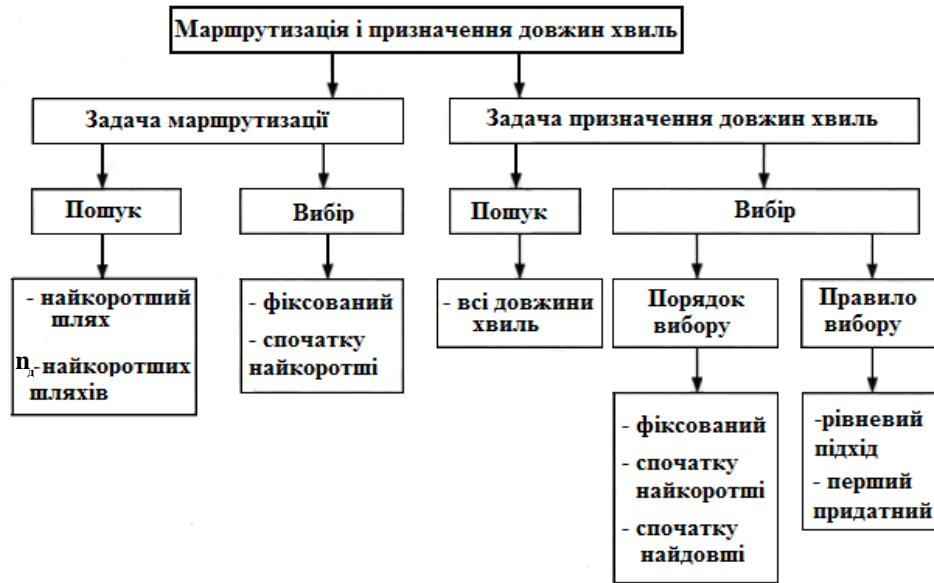 Маршрутизація і призначення довжин хвиль
Задача маршрутизації
Задача призначення довжин хвиль
Пошук
Вибір
Пошук
Вибір
- найкоротший
шлях
nд-найкоротших
шляхів
- фіксований
- спочатку
найкоротші
- всі довжини
хвиль
Порядок
вибору
Правило
вибору
- фіксований
- спочатку
найкоротші
- спочатку
найдовші
-рівневий
підхід
- перший
придатний